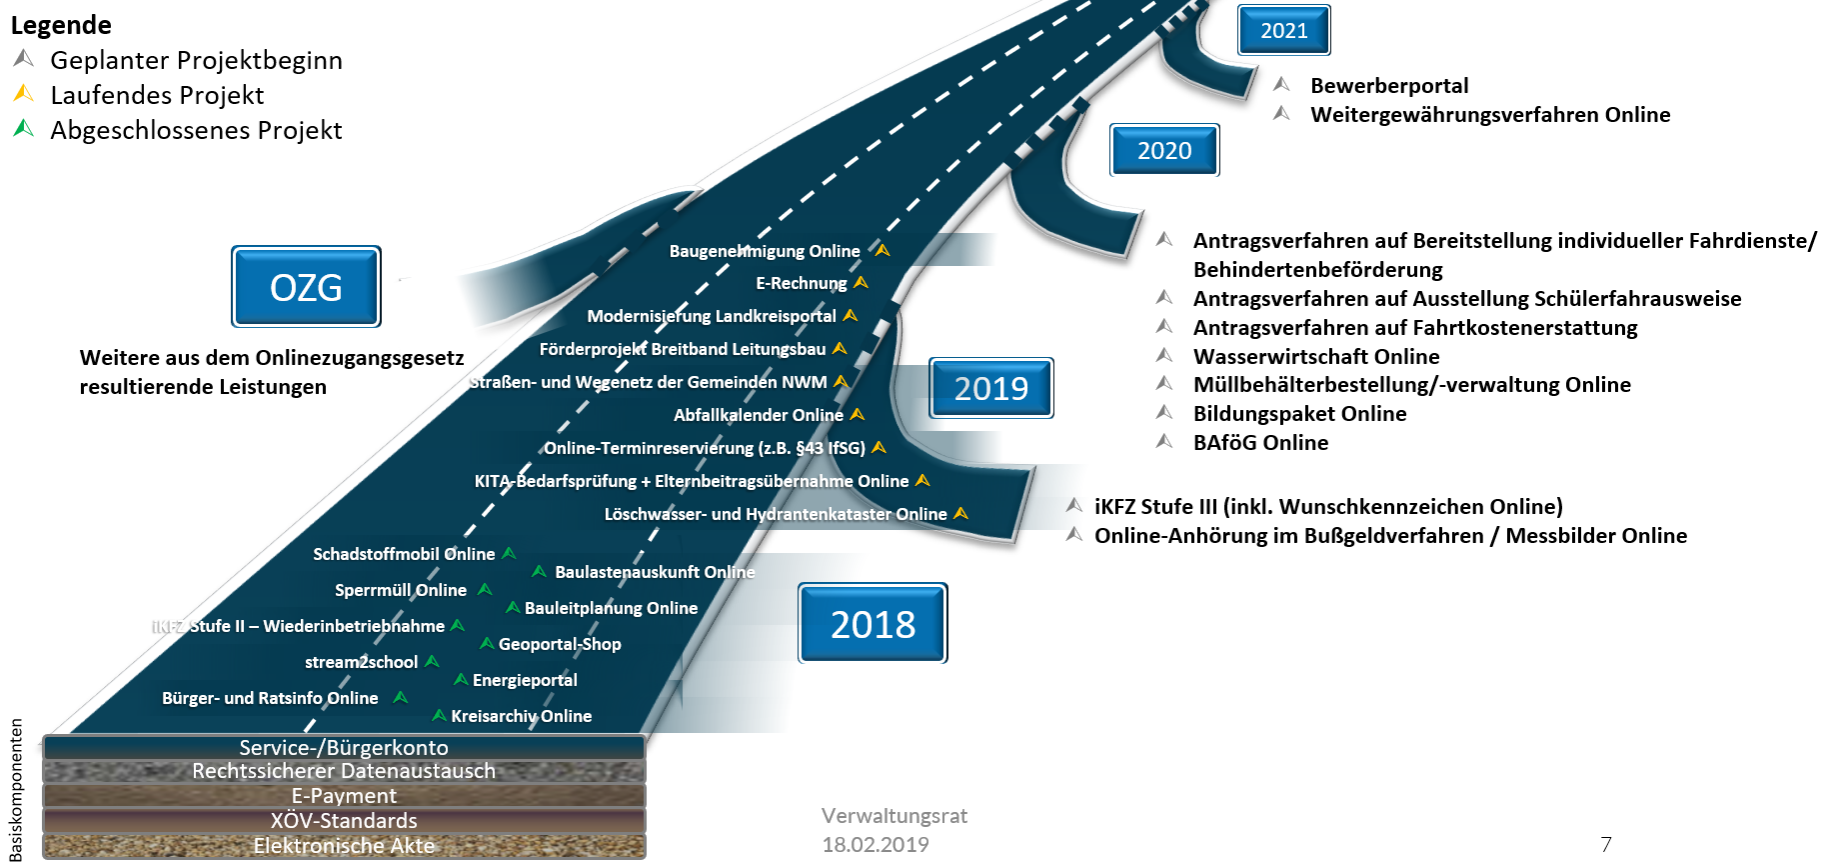 Legende
Geplanter Projektbeginn
Laufendes Projekt
Abgeschlossenes Projekt
2021
Bewerberportal
Weitergewährungsverfahren Online
2020
Antragsverfahren auf Bereitstellung individueller Fahrdienste/
Behindertenbeförderung
Antragsverfahren auf Ausstellung Schülerfahrausweise
Antragsverfahren auf Fahrtkostenerstattung
Wasserwirtschaft Online
Müllbehälterbestellung/-verwaltung Online
Bildungspaket Online
BAföG Online
OZG
Weitere aus dem Onlinezugangsgesetz
resultierende Leistungen
Baugenehmigung Online
E-Rechnung
Modernisierung Landkreisportal
Förderprojekt Breitband Leitungsbau
Straßen- und Wegenetz der Gemeinden NWM
Abfallkalender Online
Online-Terminreservierung (z.B. §43 IfSG)
KITA-Bedarfsprüfung + Elternbeitragsübernahme Online
Löschwasser- und Hydrantenkataster Online
2019
iKFZ Stufe III (inkl. Wunschkennzeichen Online)
Online-Anhörung im Bußgeldverfahren / Messbilder Online
Schadstoffmobil Online
Baulastenauskunft Online
Sperrmüll Online
Bauleitplanung Online
iKFZ Stufe II – Wiederinbetriebnahme
Geoportal-Shop
stream2school
Energieportal
Bürger- und Ratsinfo Online
Kreisarchiv Online
2018
Basiskomponenten
Service-/Bürgerkonto
Rechtssicherer Datenaustausch
E-Payment
XÖV-Standards
Elektronische Akte
Verwaltungsrat
18.02.2019
7